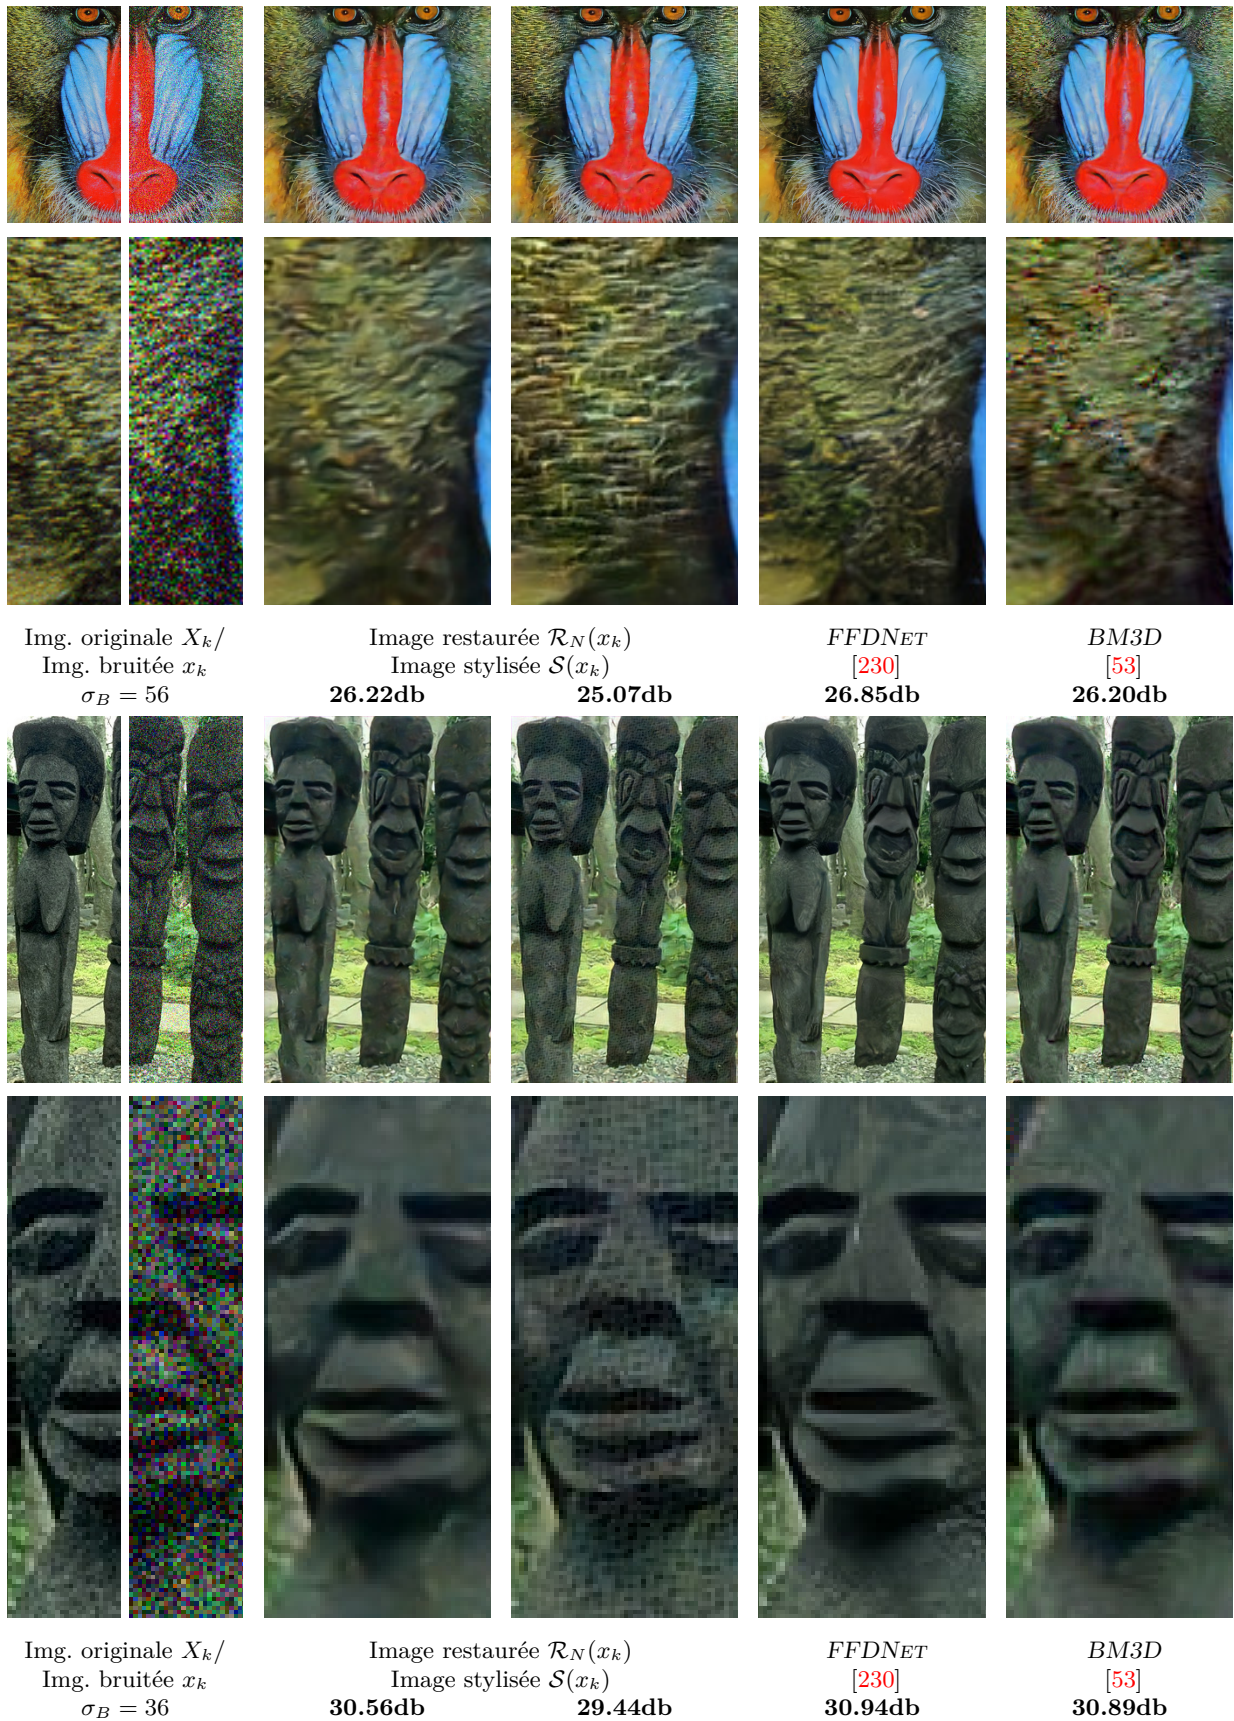 Img. originale X_k/
Img. bruitée x_k
σ_B = 56
Image restaurée R_N(x_k)
Image stylisée S(x_k)
26.22db 25.07db
FFDNET
[230]
26.85db
BM3D
[53]
26.20db
Img. originale X_k/
Img. bruitée x_k
σ_B = 36
Image restaurée R_N(x_k)
Image stylisée S(x_k)
30.56db 29.44db
FFDNET
[230]
30.94db
BM3D
[53]
30.89db